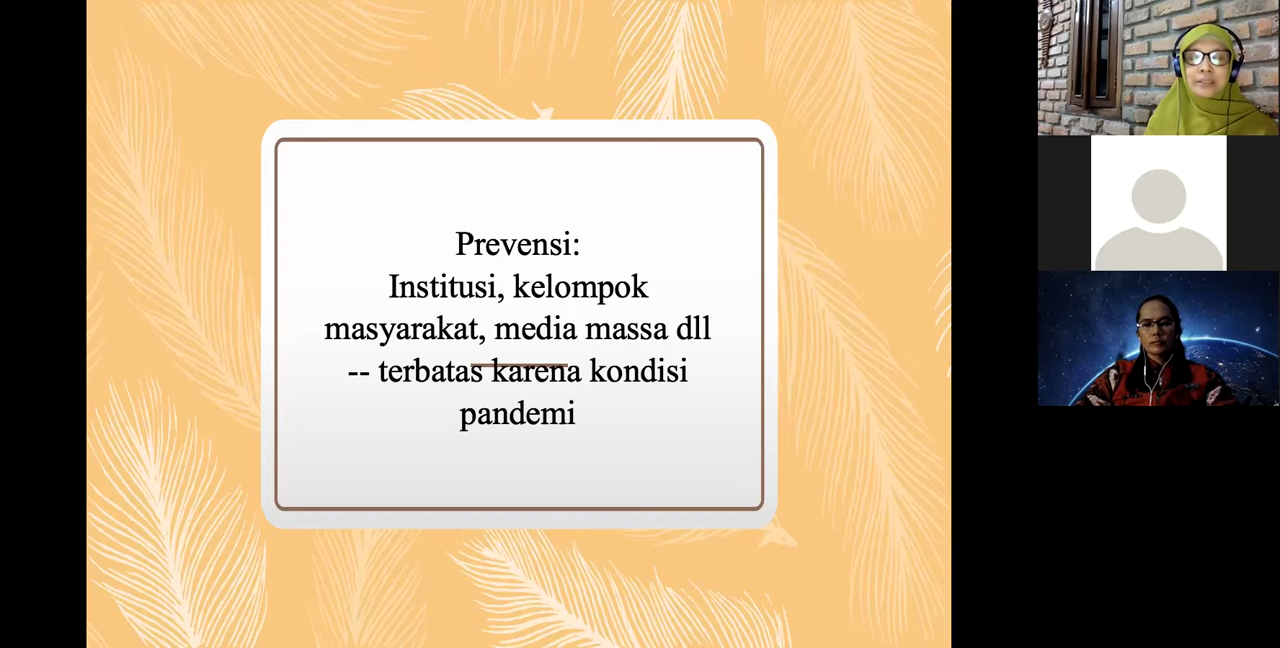 Prevensi:
Institusi, kelompok
masyarakat, media massa dll
-- terbatas karena kondisi
pandemi